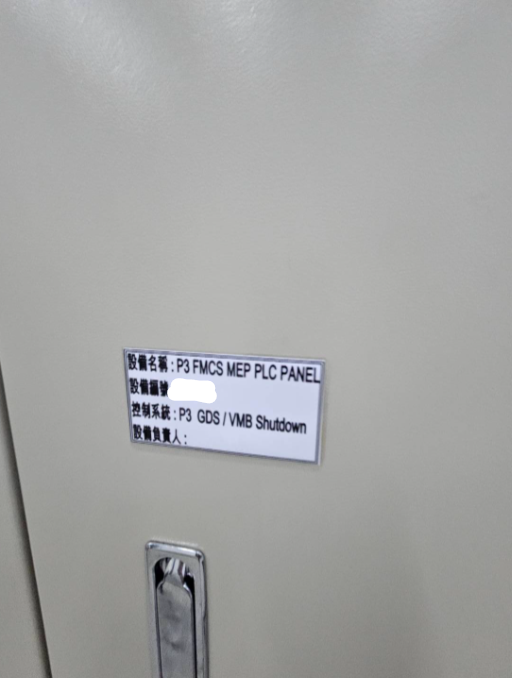 設備名稱 : P3 FMCS MEP PLC PANEL
設備編號
控制系統 : P3 GDS / VMB Shutdown
設備負責人 :